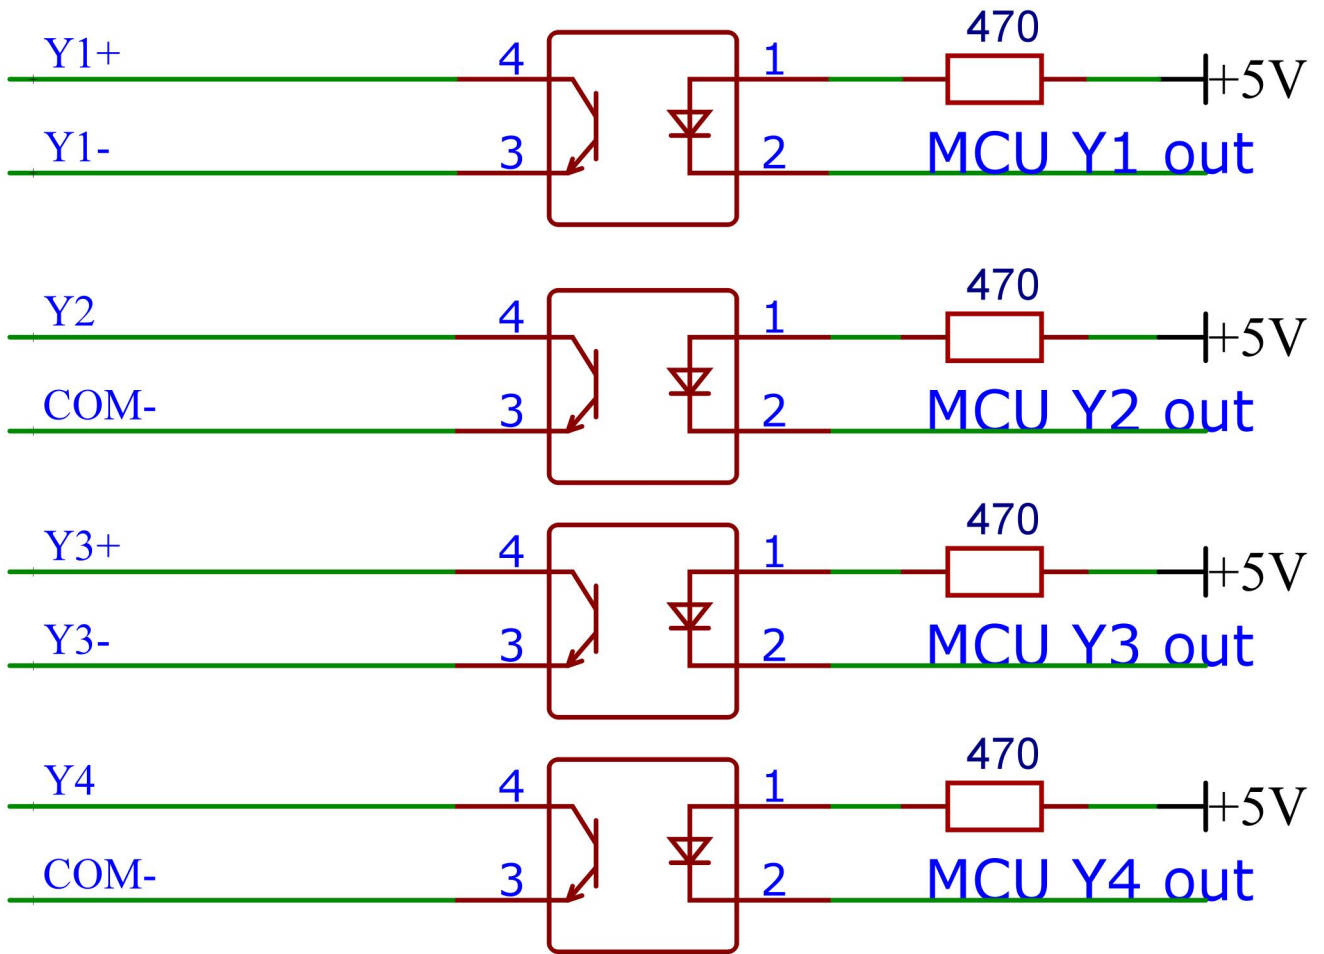 470
Y1+ 4 1 +5V
Y1- 3 2 MCU Y1 out
470
Y2 4 1 +5V
COM- 3 2 MCU Y2 out
470
Y3+ 4 1 +5V
Y3- 3 2 MCU Y3 out
470
Y4 4 1 +5V
COM- 3 2 MCU Y4 out